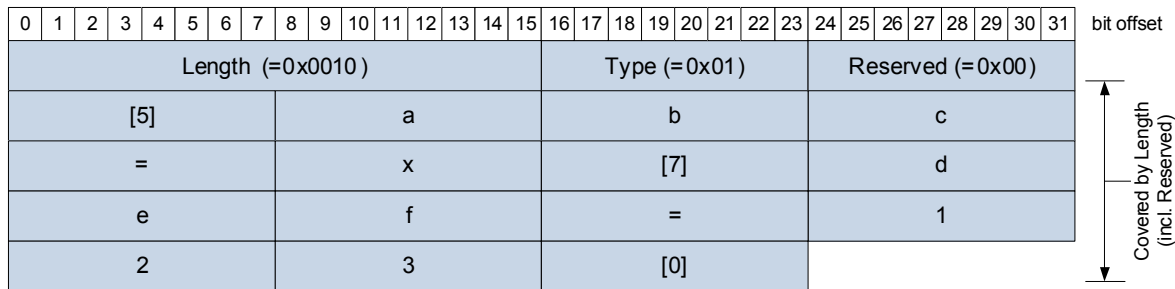 0 1 2 3 4 5 6 7 8 9 10 11 12 13 14 15 16 17 18 19 20 21 22 23 24 25 26 27 28 29 30 31 bit offset
Length (=0x0010) Type (=0x01) Reserved (=0x00)
[5] a b c
= x [7] d
e f = 1
2 3 [0]
Covered by Length
(incl. Reserved)